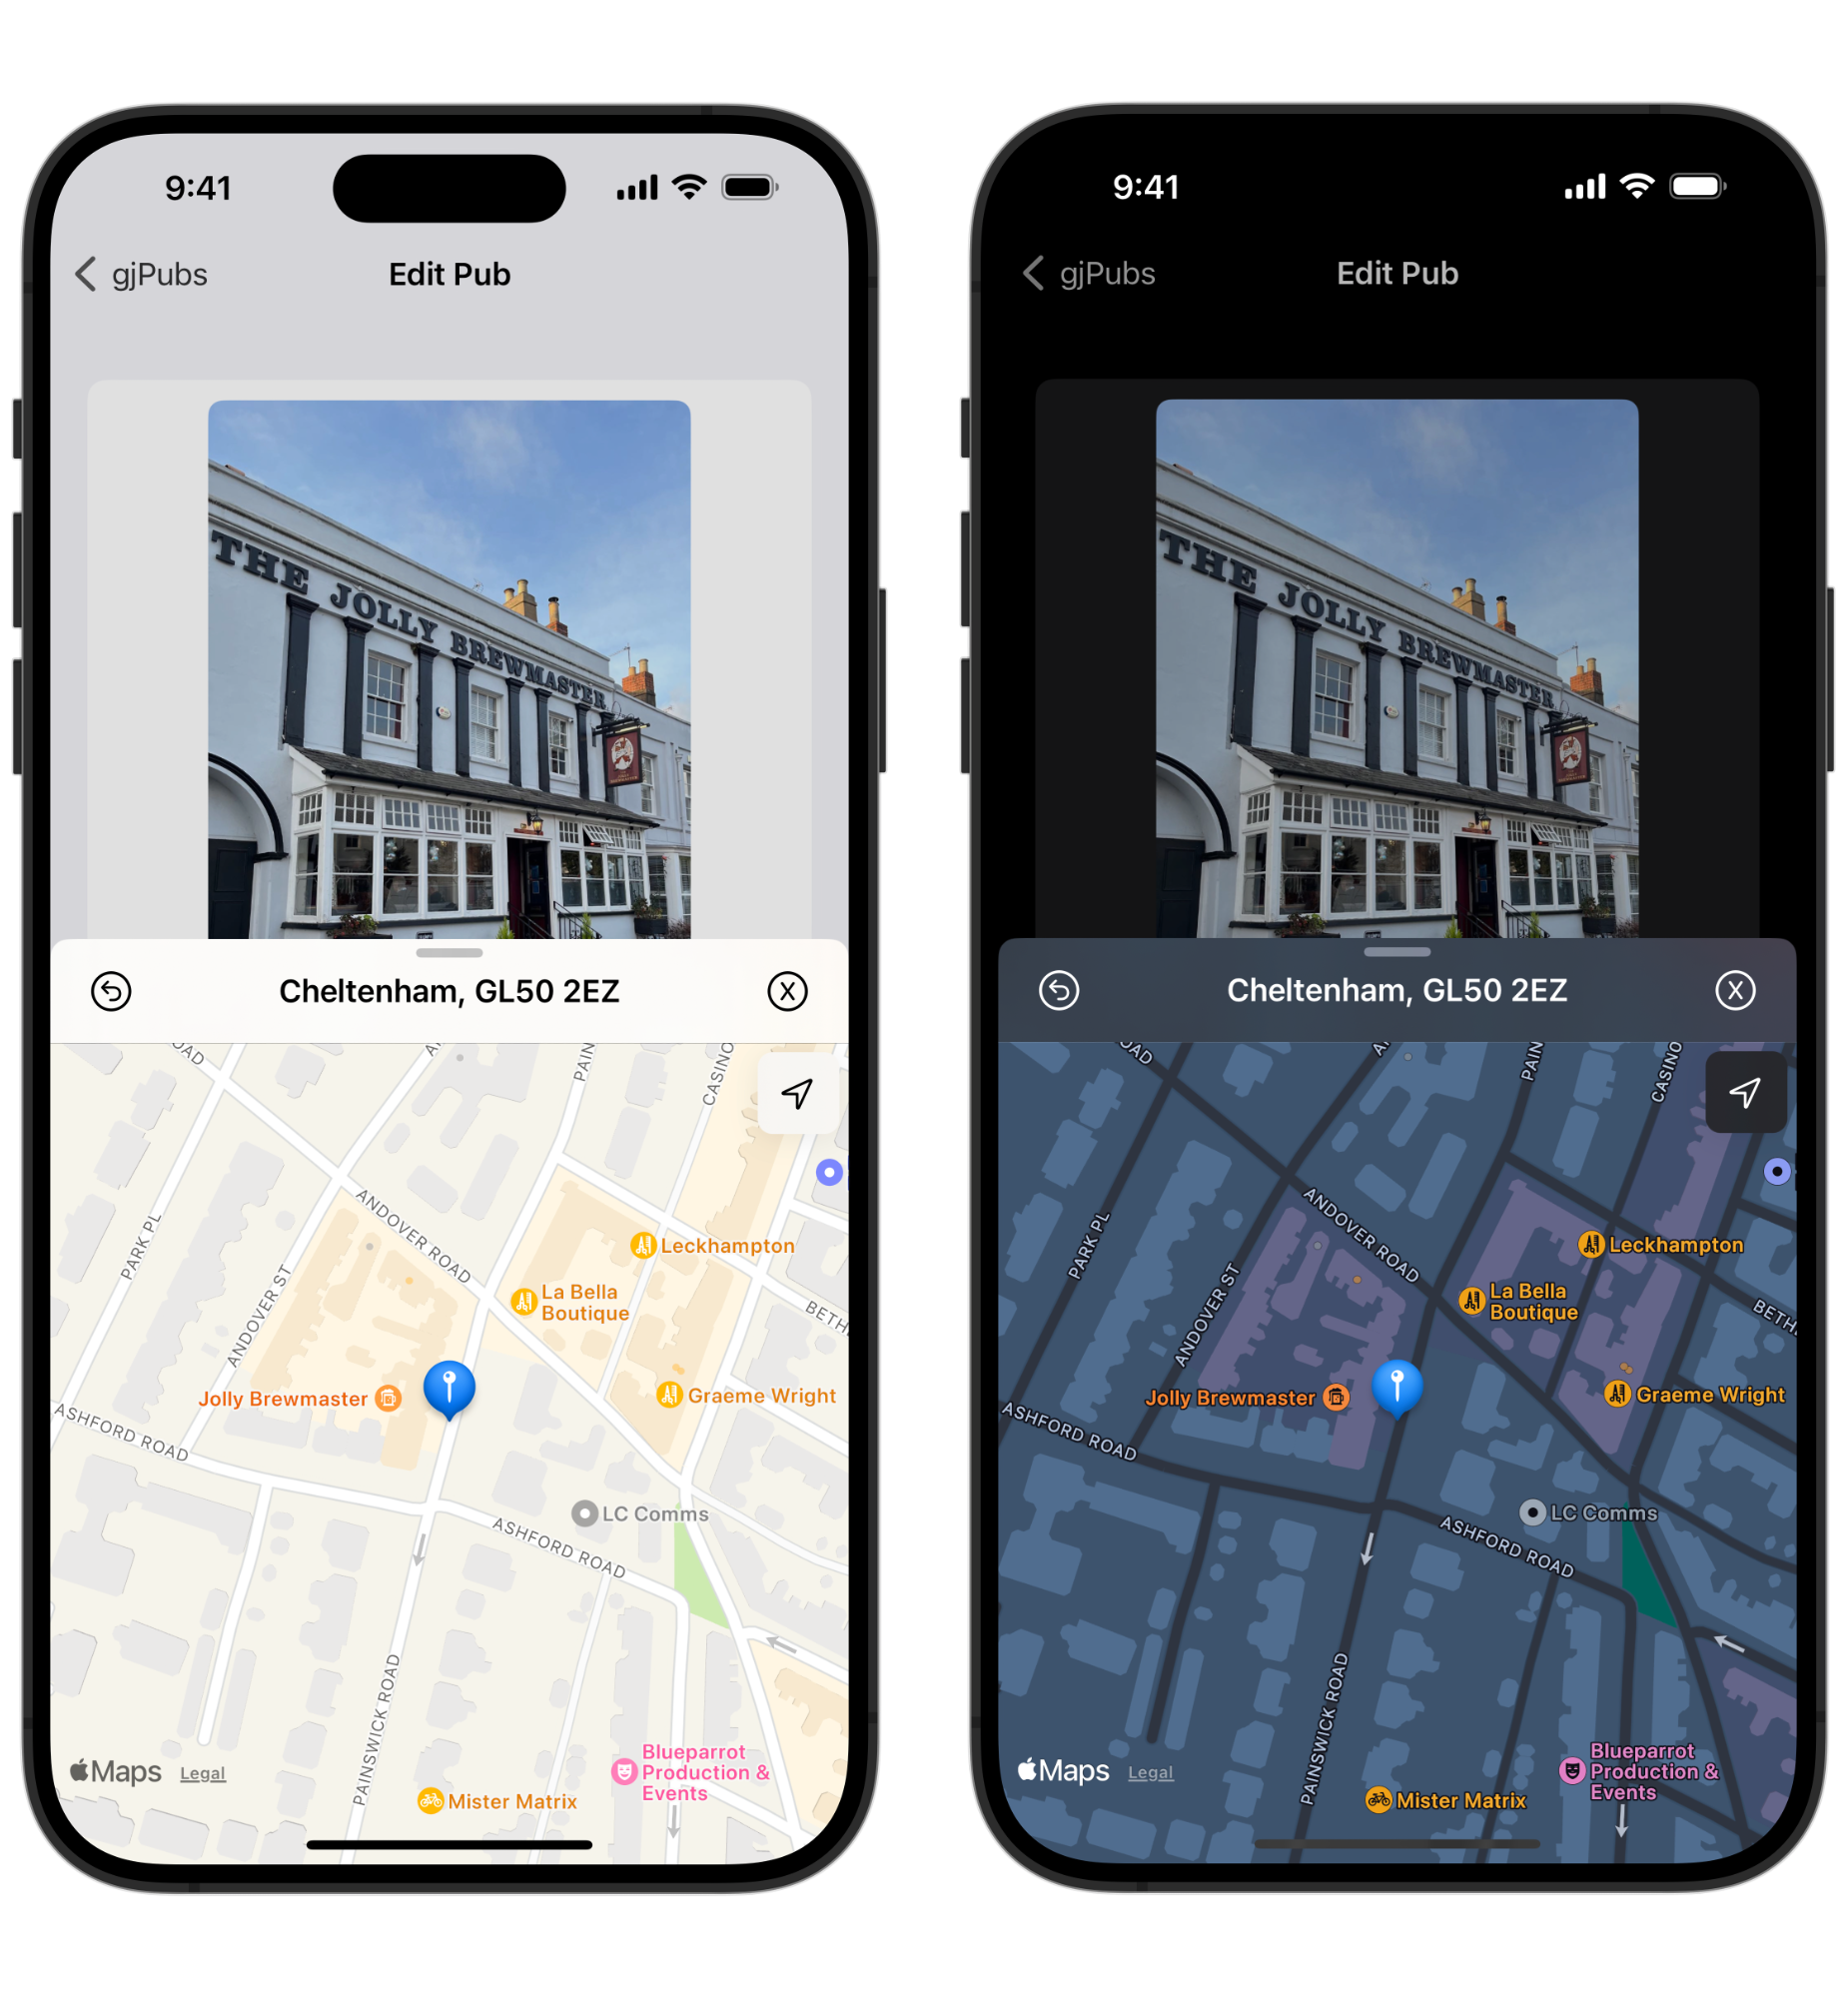 9:41
gjPubs
Edit Pub
THE JOLLY BREWMASTER
Cheltenham, GL50 2EZ
X
OAD
PAIN
CASINO
PARK PL
ANDOVER ROAD
ANDOVER ST
Leckhampton
La Bella
Boutique
BETH
Jolly Brewmaster
Graeme Wright
ASHFORD ROAD
LC Comms
ASHFORD ROAD
PAINSWICK ROAD
Maps
Legal
Mister Matrix
Blueparrot
Production &
Events
9:41
gjPubs
Edit Pub
THE JOLLY BREWMASTER
Cheltenham, GL50 2EZ
X
OAD
PAIN
CASINO
PARK PL
ANDOVER ROAD
ANDOVER ST
Leckhampton
La Bella
Boutique
BETH
Jolly Brewmaster
Graeme Wright
ASHFORD ROAD
LC Comms
ASHFORD ROAD
PAINSWICK ROAD
Maps
Legal
Mister Matrix
Blueparrot
Production &
Events